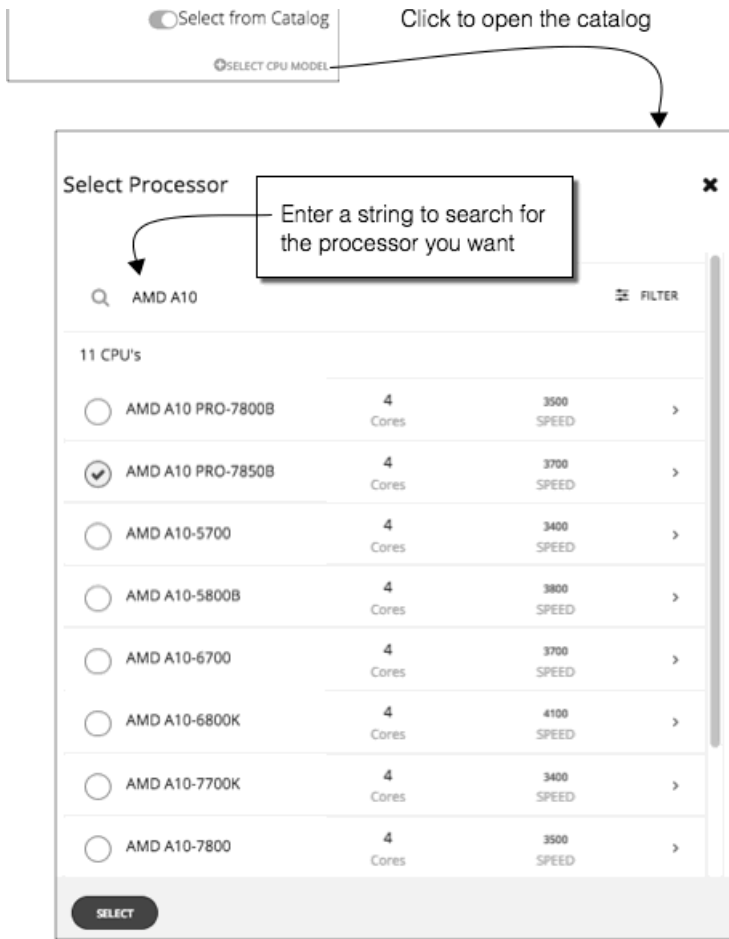 Select from Catalog
Click to open the catalog
SELECT CPU MODEL
Select Processor
Enter a string to search for
the processor you want
AMD A10
FILTER
11 CPU's
AMD A10 PRO-7800B
4
Cores
3500
SPEED
AMD A10 PRO-7850B
4
Cores
3700
SPEED
AMD A10-5700
4
Cores
3400
SPEED
AMD A10-5800B
4
Cores
3800
SPEED
AMD A10-6700
4
Cores
3700
SPEED
AMD A10-6800K
4
Cores
4100
SPEED
AMD A10-7700K
4
Cores
3400
SPEED
AMD A10-7800
4
Cores
3500
SPEED
SELECT